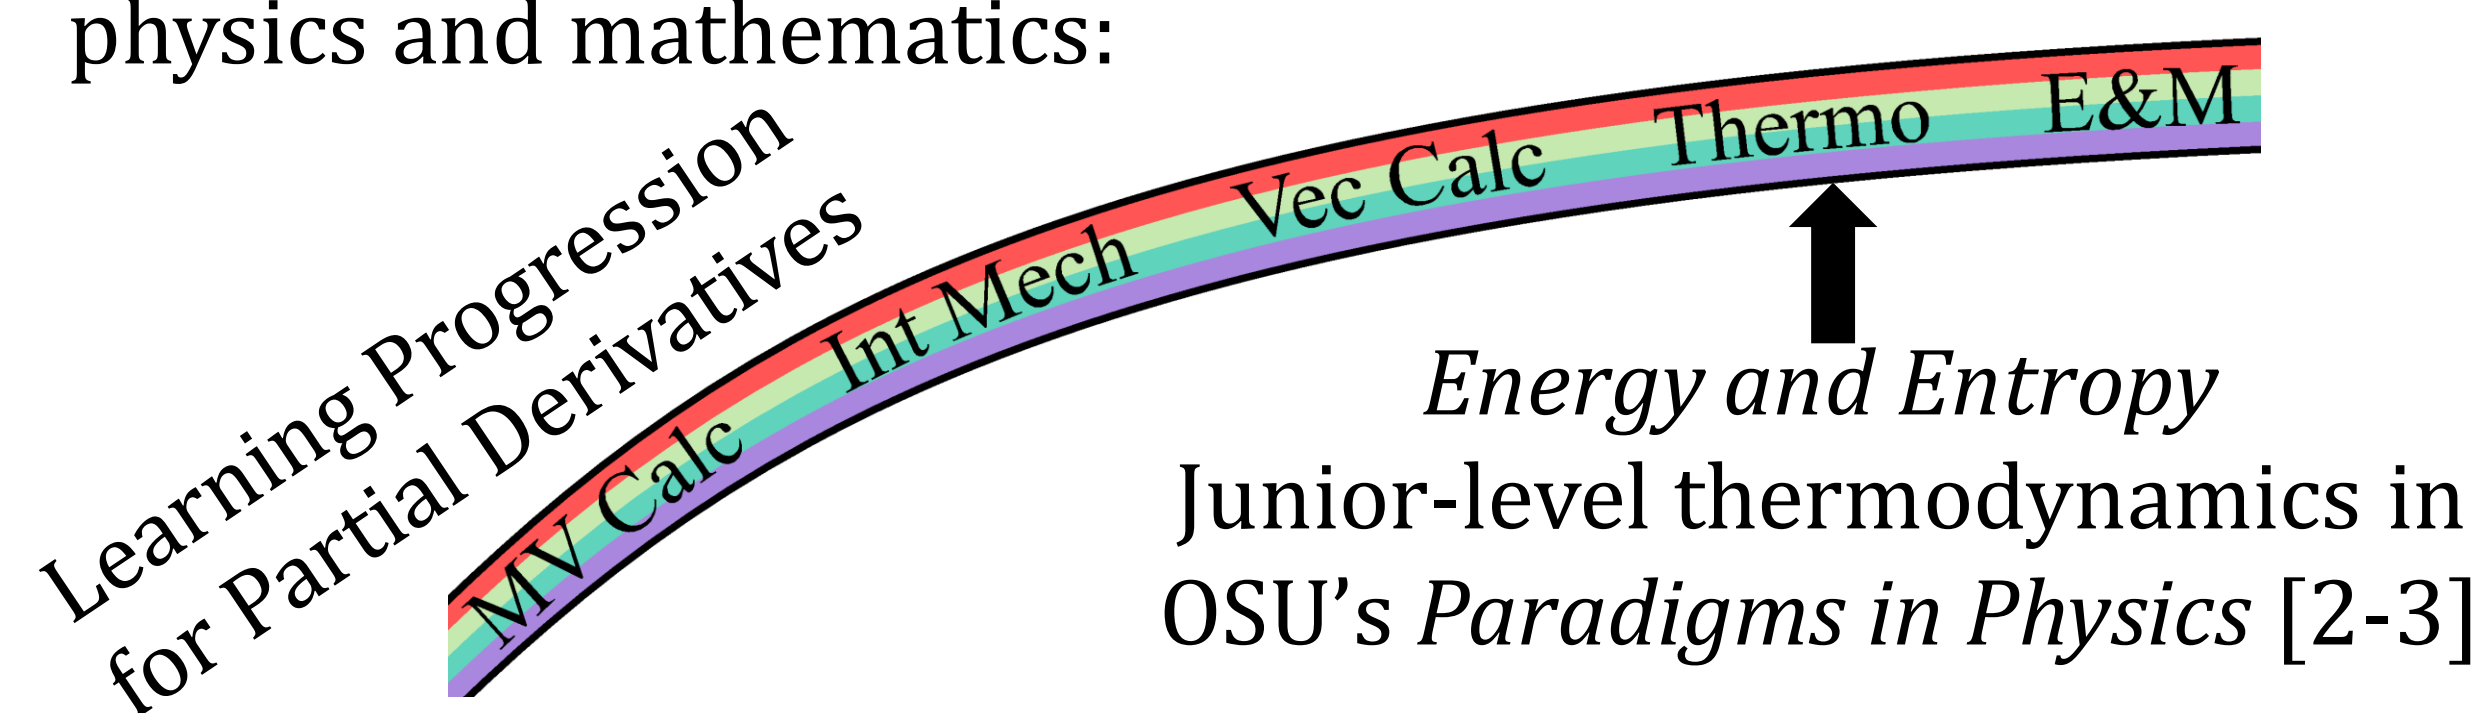 physics and mathematics:
Learning Progression
for Partial Derivatives
MV Calc
Int Mech
Vec Calc
Thermo
E&M
Energy and Entropy
Junior-level thermodynamics in
OSU’s Paradigms in Physics [2-3]